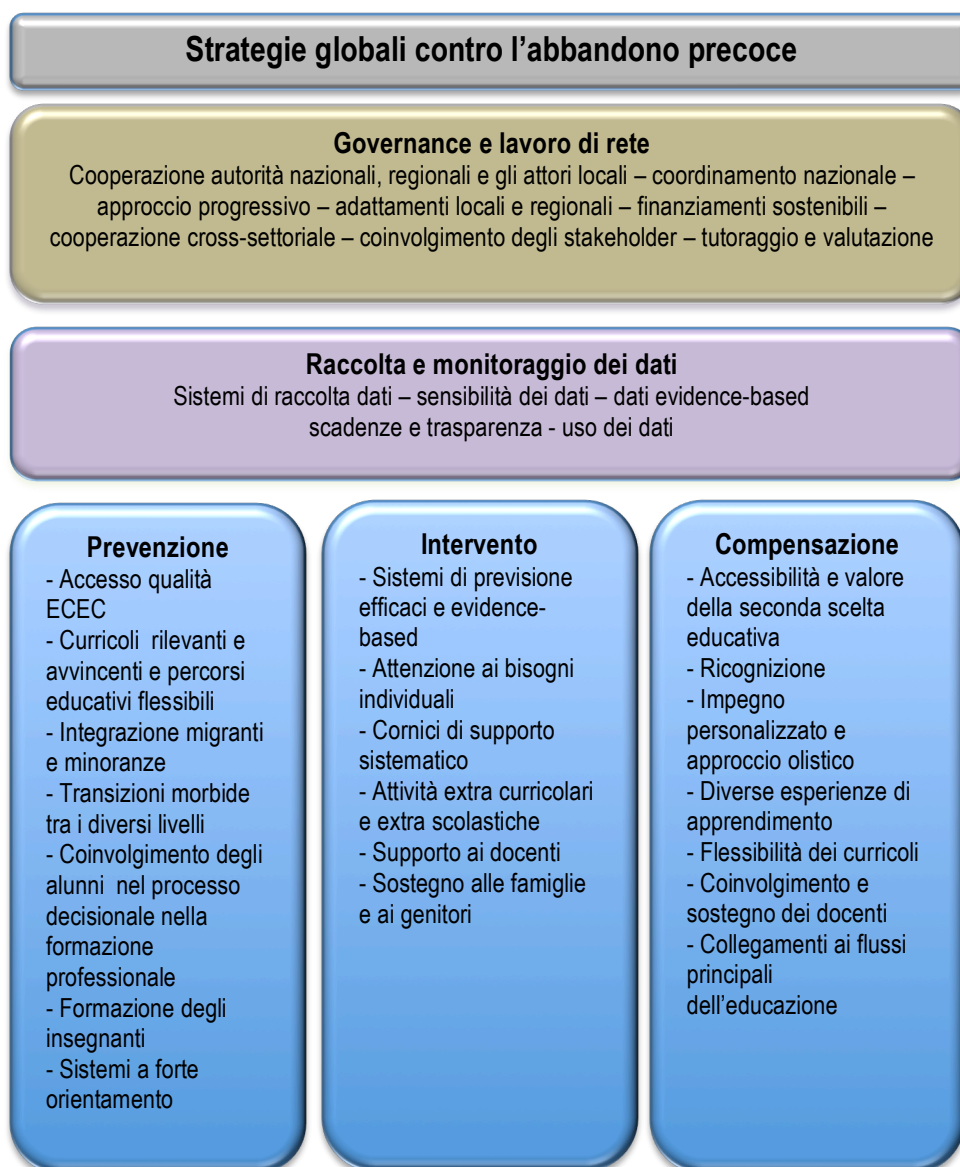 Strategie globali contro l’abbandono precoce
Governance e lavoro di rete
Cooperazione autorità nazionali, regionali e gli attori locali – coordinamento nazionale –
approccio progressivo – adattamenti locali e regionali – finanziamenti sostenibili –
cooperazione cross-settoriale – coinvolgimento degli stakeholder – tutoraggio e valutazione
Raccolta e monitoraggio dei dati
Sistemi di raccolta dati – sensibilità dei dati – dati evidence-based
scadenze e trasparenza - uso dei dati
Prevenzione
- Accesso qualità
ECEC
- Curricoli rilevanti e
avvincenti e percorsi
educativi flessibili
- Integrazione migranti
e minoranze
- Transizioni morbide
tra i diversi livelli
- Coinvolgimento degli
alunni nel processo
decisionale nella
formazione
professionale
- Formazione degli
insegnanti
- Sistemi a forte
orientamento
Intervento
- Sistemi di previsione
efficaci e evidence-
based
- Attenzione ai bisogni
individuali
- Cornici di supporto
sistematico
- Attività extra curricolari
e extra scolastiche
- Supporto ai docenti
- Sostegno alle famiglie
e ai genitori
Compensazione
- Accessibilità e valore
della seconda scelta
educativa
- Ricognizione
- Impegno
personalizzato e
approccio olistico
- Diverse esperienze di
apprendimento
- Flessibilità dei curricoli
- Coinvolgimento e
sostegno dei docenti
- Collegamenti ai flussi
principali
dell’educazione